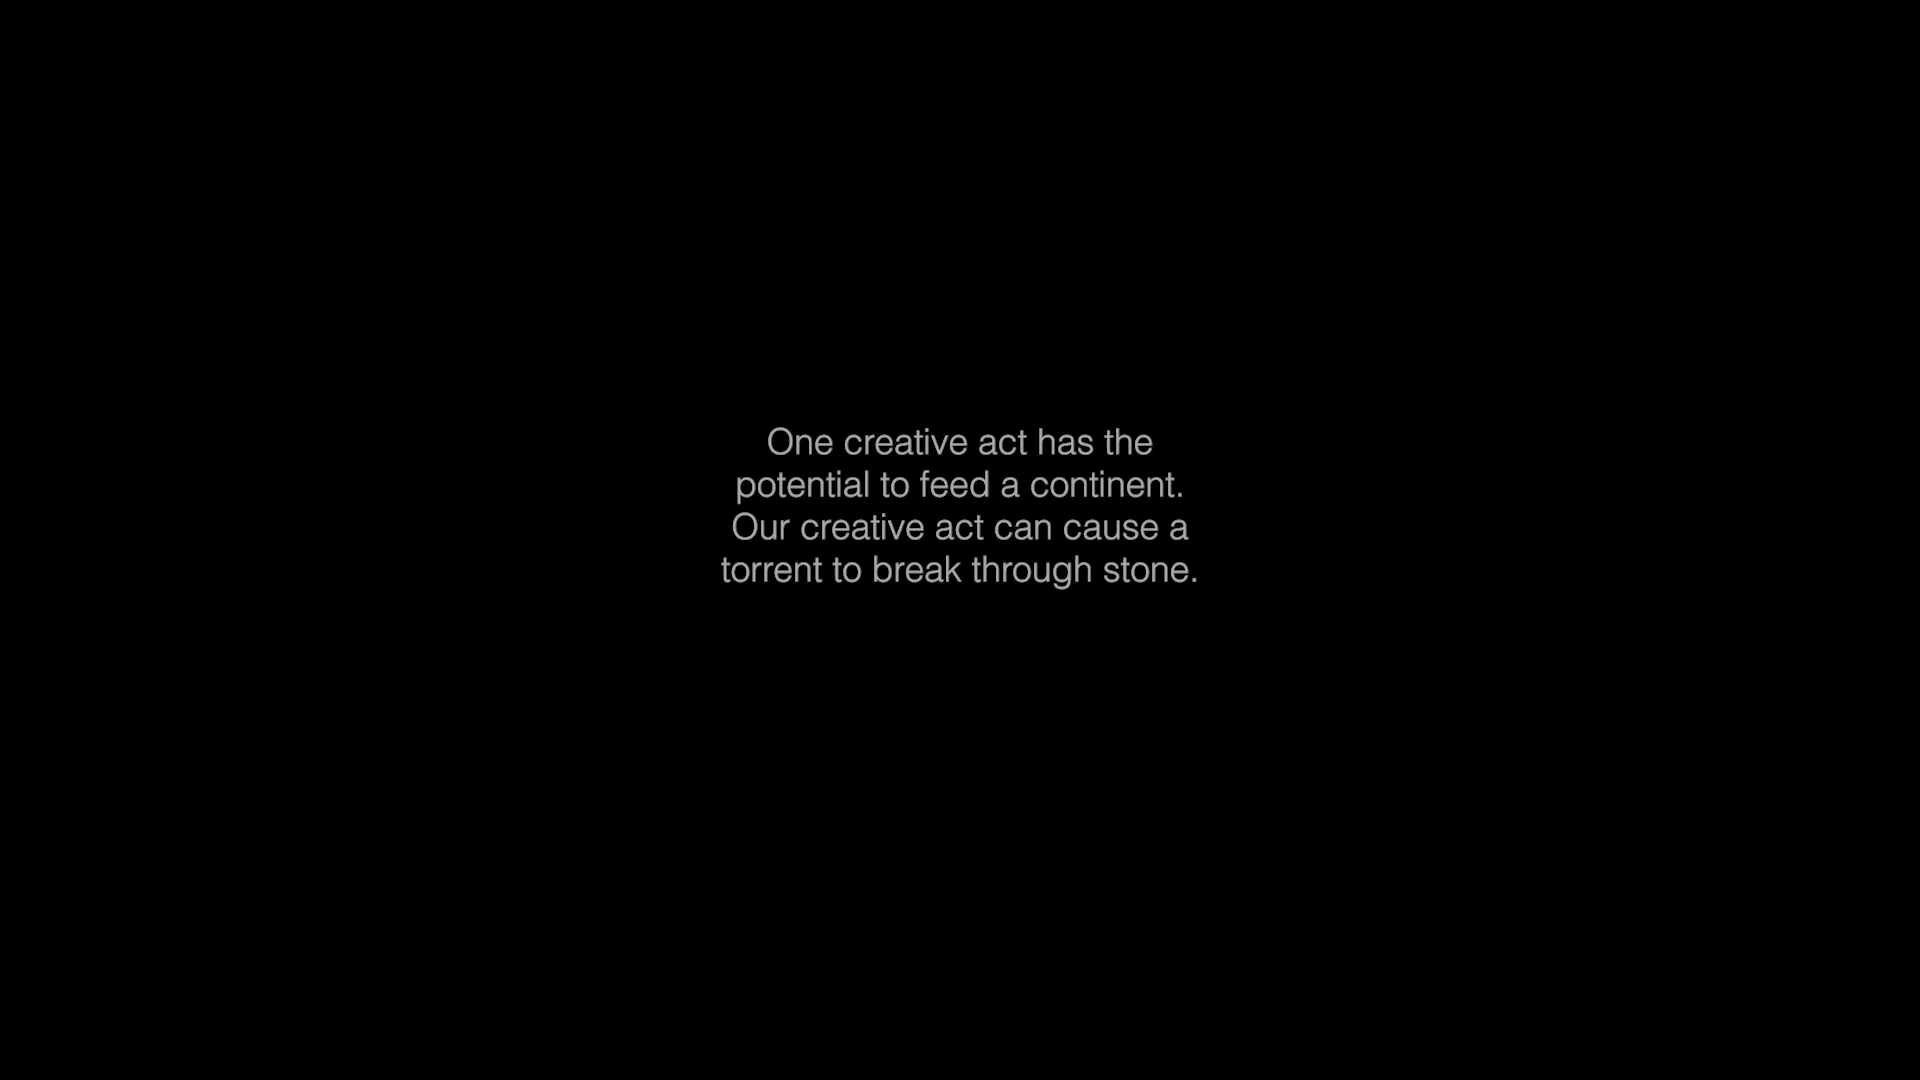 One creative act has the
potential to feed a continent.
Our creative act can cause a
torrent to break through stone.